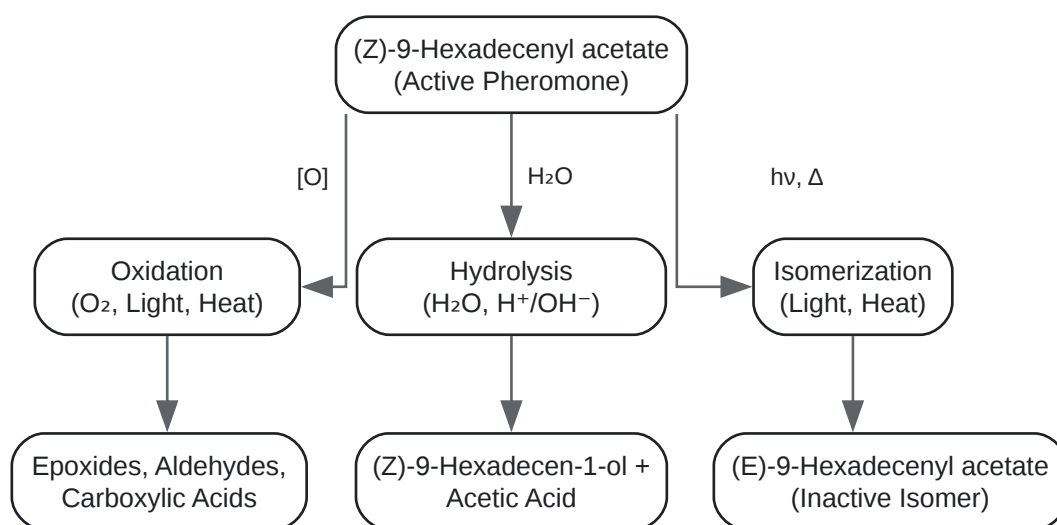 (Z)-9-Hexadecenyl acetate
(Active Pheromone)
[O]
H₂O
hν, Δ
Oxidation
(O₂, Light, Heat)
Hydrolysis
(H₂O, H⁺/OH⁻)
Isomerization
(Light, Heat)
Epoxides, Aldehydes,
Carboxylic Acids
(Z)-9-Hexadecen-1-ol +
Acetic Acid
(E)-9-Hexadecenyl acetate
(Inactive Isomer)